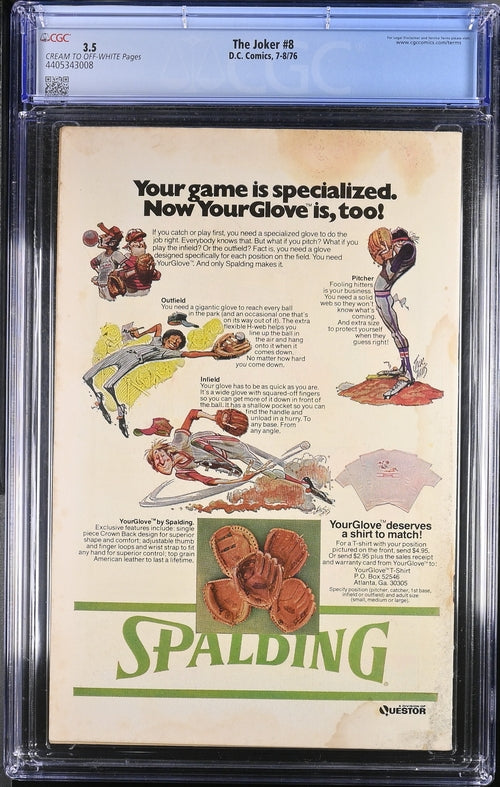 CGC
3.5
CREAM TO OFF-WHITE Pages
4405343008
The Joker #8
D.C. Comics, 7-8/76
www.cgccomics.com/terms
Your game is specialized.
Now YourGlove™ is, too!
If you catch or play first, you need a specialized glove to do the
job right. Everybody knows that. But what if you pitch? What if you
play the infield? Or the outfield? Fact is, you need a glove
designed specifically for each position on the field. You need
YourGlove™. And only Spalding makes it.
Pitcher
Fooling hitters
is your business.
You need a solid
web so they won't
know what's
coming.
And extra size
to protect yourself
when they
guess right!
Outfield
You need a gigantic glove to reach every ball
in the park (and an occasional one that's
on its way out of it). The extra
flexible H-web helps you
line up the ball in
the air and hang
onto it when it
comes down.
No matter how hard
you come down.
Infield
Your glove has to be as quick as you are.
It's a wide glove with squared-off fingers
so you can get more of it down in front of
the ball. It has a shallow pocket so you can
find the handle and
unload in a hurry. To
any base. From
any angle.
YourGlove™ by Spalding.
Exclusive features include: single
piece Crown Back design for superior
shape and comfort; adjustable thumb
and finger loops and wrist strap to fit
any hand for superior control; top grain
American leather to last a lifetime.
YourGlove™ deserves
a shirt to match!
For a T-shirt with your position
pictured on the front, send $4.95.
Or send $2.95 plus the sales receipt
and warranty card from YourGlove™ to:
YourGlove™ T-Shirt
P.O. Box 52546
Atlanta, Ga. 30305
Specify position (pitcher, catcher, 1st base,
infield or outfield) and adult size
(small, medium or large).
SPALDING
A DIVISION OF
QUESTOR